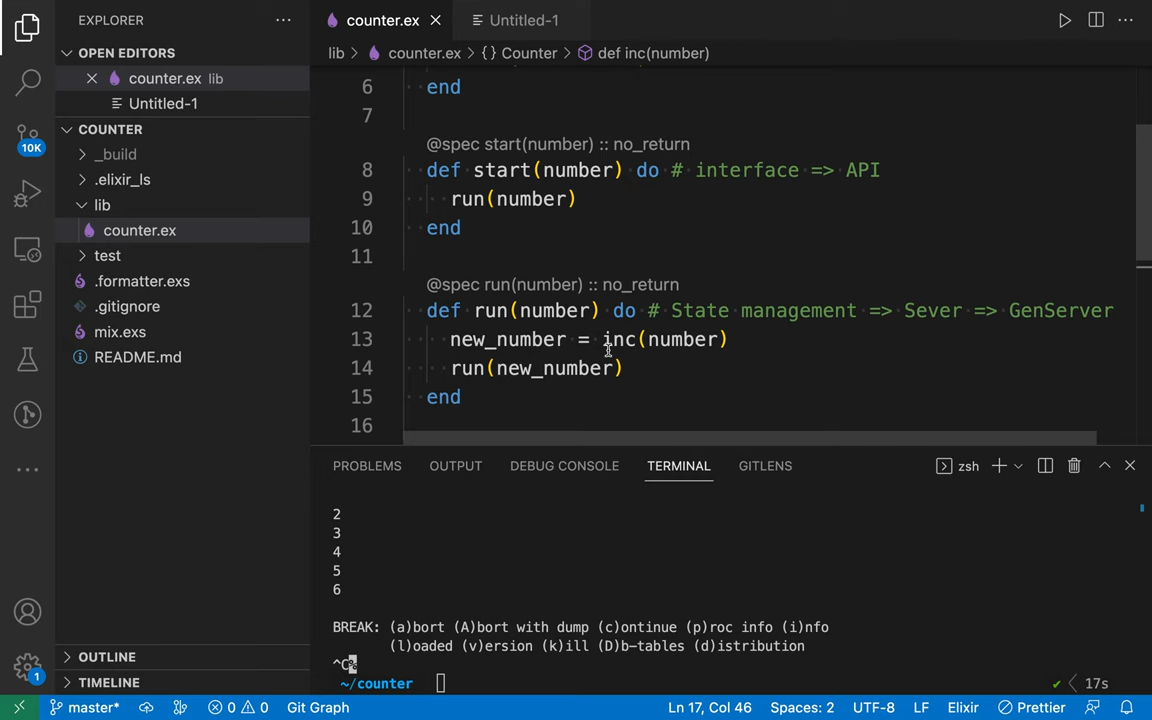 EXPLORER
counter.ex
Untitled-1
OPEN EDITORS
lib > counter.ex > {} Counter > def inc(number)
counter.ex lib
Untitled-1
COUNTER
_build
.elixir_ls
lib
counter.ex
test
.formatter.exs
.gitignore
mix.exs
README.md
OUTLINE
TIMELINE
10K
1
6 end
7
@spec start(number) :: no_return
8 def start(number) do # interface => API
9 run(number)
10 end
11
@spec run(number) :: no_return
12 def run(number) do # State management => Sever => GenServer
13 new_number = inc(number)
14 run(new_number)
15 end
16
PROBLEMS OUTPUT DEBUG CONSOLE TERMINAL GITLENS zsh
2
3
4
5
6
BREAK: (a)bort (A)bort with dump (c)ontinue (p)roc info (i)nfo
(l)oaded (v)ersion (k)ill (D)b-tables (d)istribution
^C%
~/counter 17s
master* 0 0 Git Graph Ln 17, Col 46 Spaces: 2 UTF-8 LF Elixir Prettier